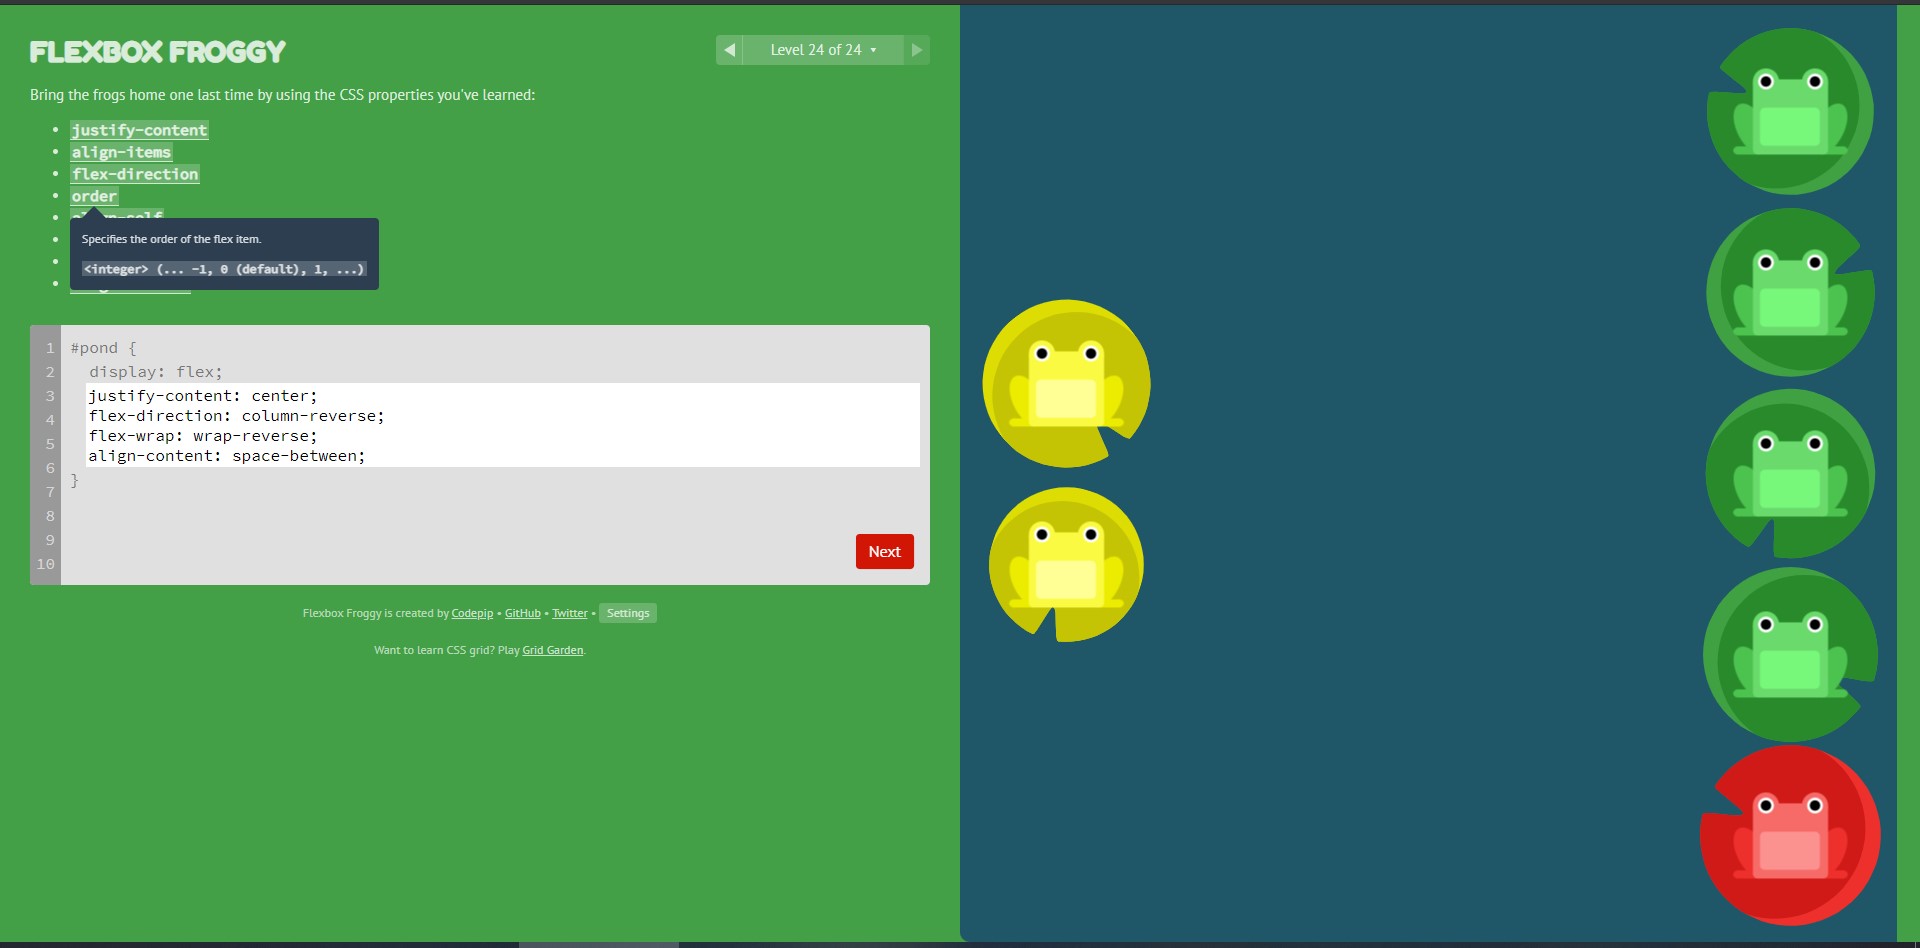 FLEXBOX FROGGY
Level 24 of 24
Bring the frogs home one last time by using the CSS properties you've learned:
justify-content
align-items
flex-direction
order
Specifies the order of the flex item.
<integer> (... -1, 0 (default), 1, ...)
1 #pond {
2 display: flex;
3 justify-content: center;
4 flex-direction: column-reverse;
5 flex-wrap: wrap-reverse;
6 align-content: space-between;
7 }
8
9
10
Next
Flexbox Froggy is created by Codepip • GitHub • Twitter • Settings
Want to learn CSS grid? Play Grid Garden.